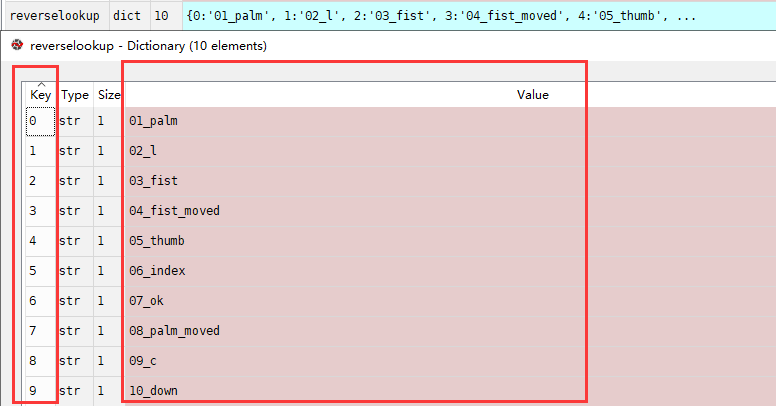 reverselookup dict 10 {0:'01_palm', 1:'02_l', 2:'03_fist', 3:'04_fist_moved', 4:'05_thumb', ...
reverselookup - Dictionary (10 elements)
Key Type Size Value
0 str 1 01_palm
1 str 1 02_l
2 str 1 03_fist
3 str 1 04_fist_moved
4 str 1 05_thumb
5 str 1 06_index
6 str 1 07_ok
7 str 1 08_palm_moved
8 str 1 09_c
9 str 1 10_down